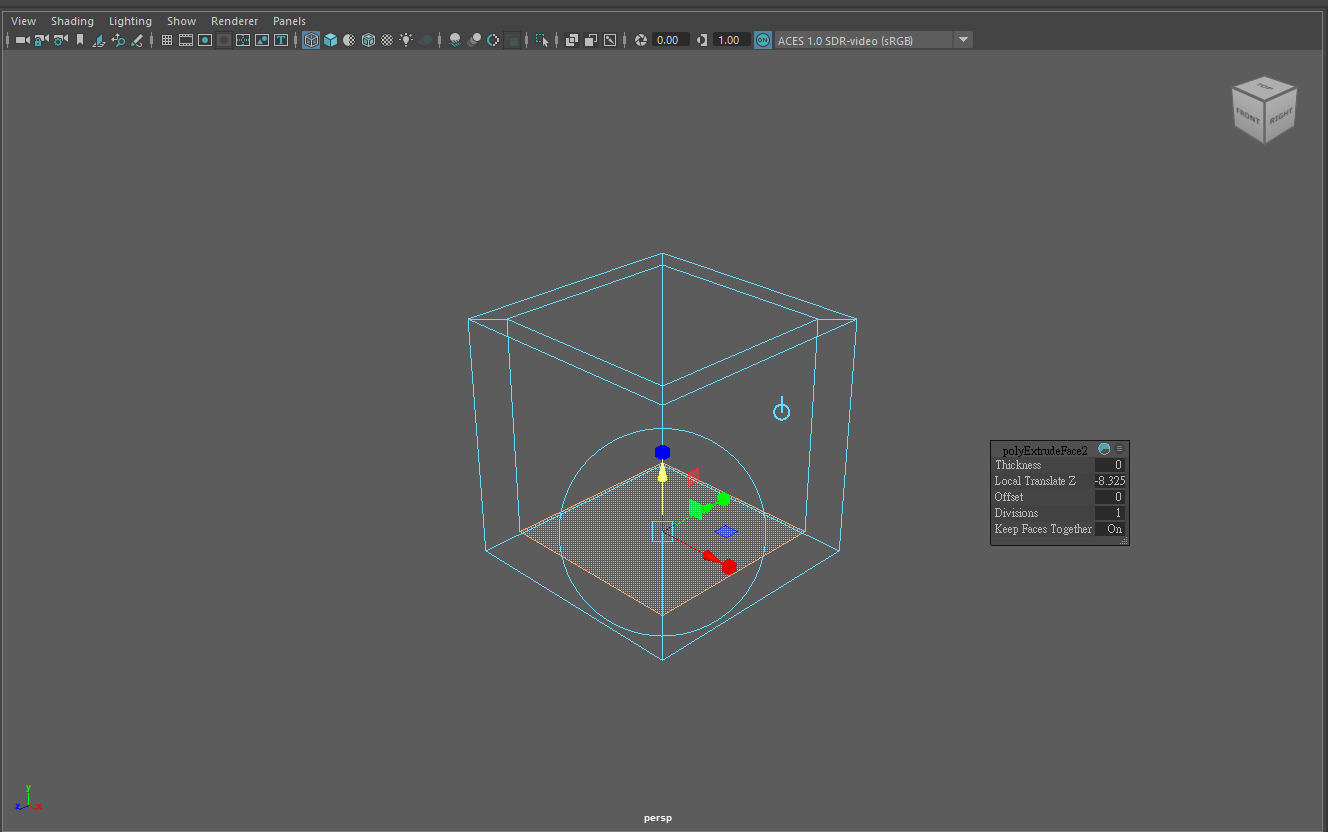 View Shading Lighting Show Renderer Panels
0.00 1.00 ON ACES 1.0 SDR-video (sRGB)
TOP
FRONT RIGHT
polyExtrudeFace2
Thickness 0
Local Translate Z -8.325
Offset 0
Divisions 1
Keep Faces Together On
y
z x
persp